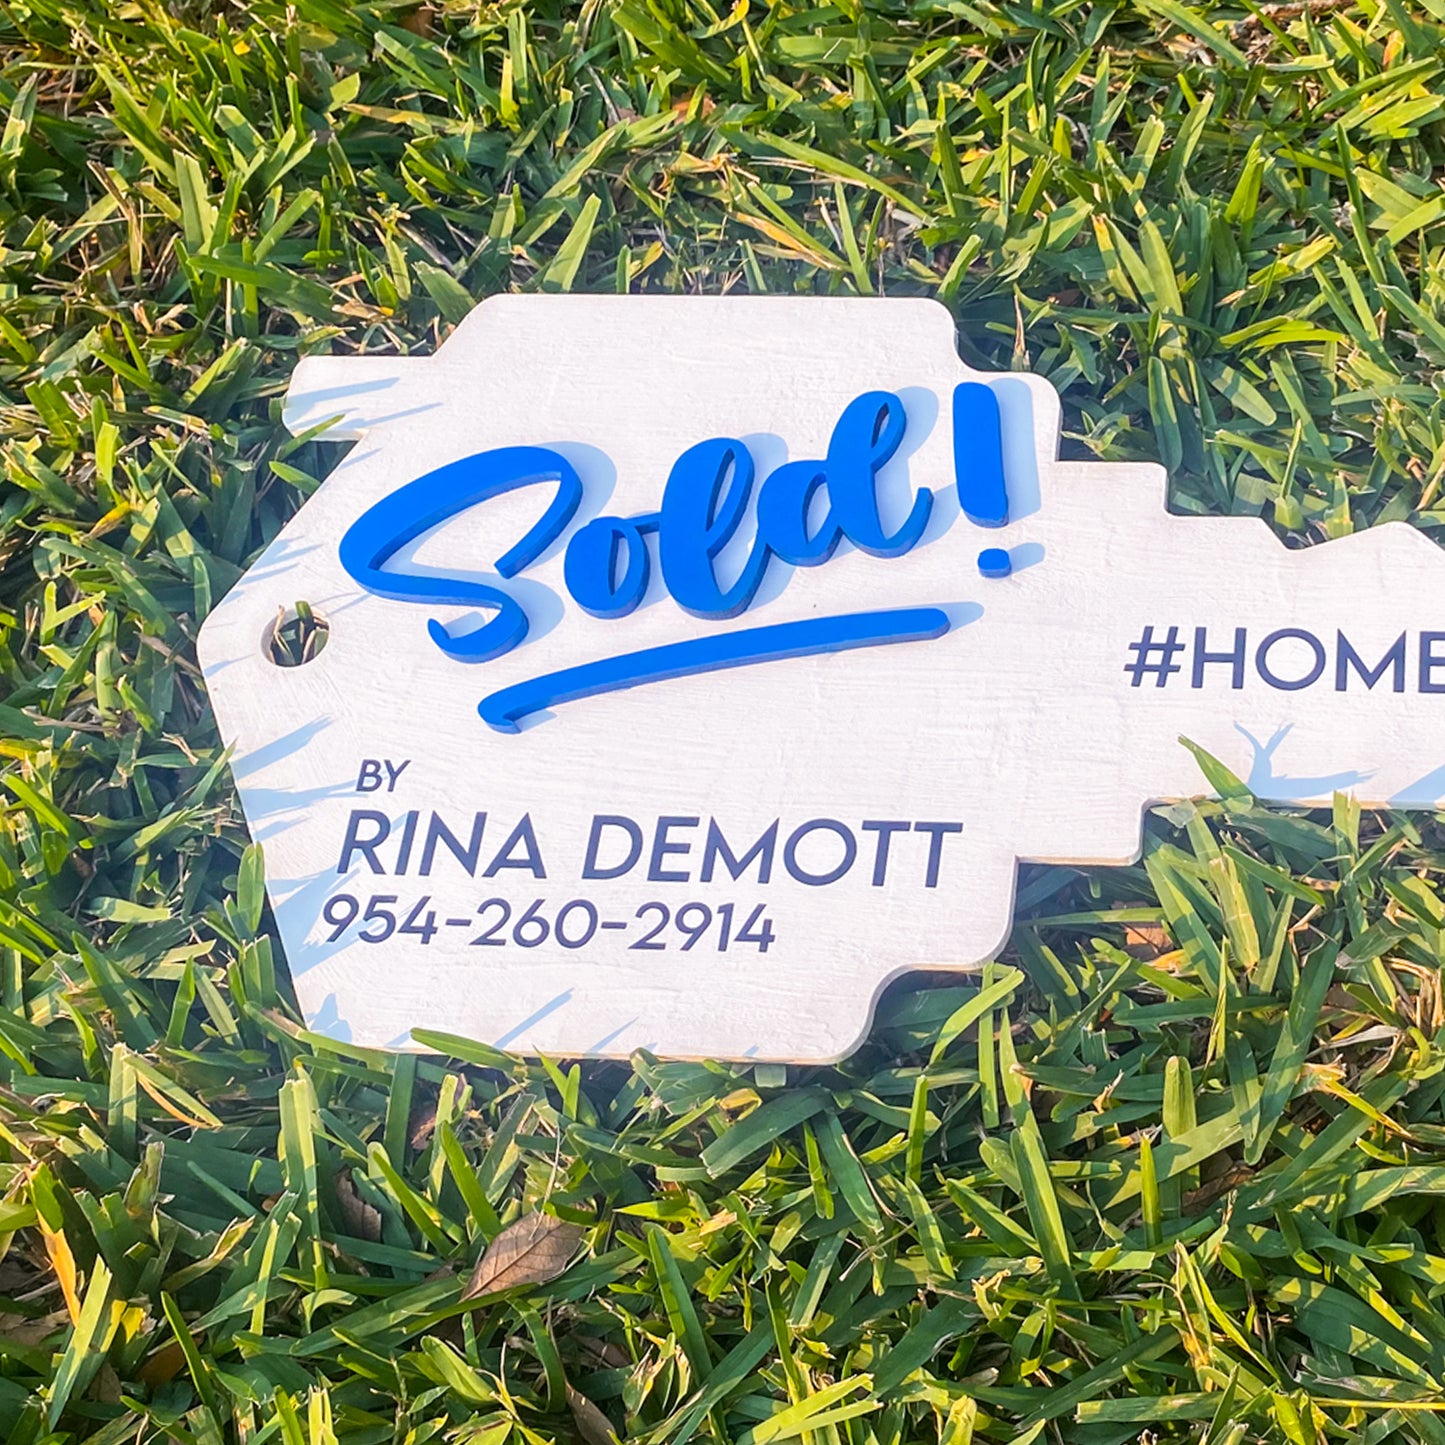 Sold!
BY
RINA DEMOTT
954-260-2914
#HOME